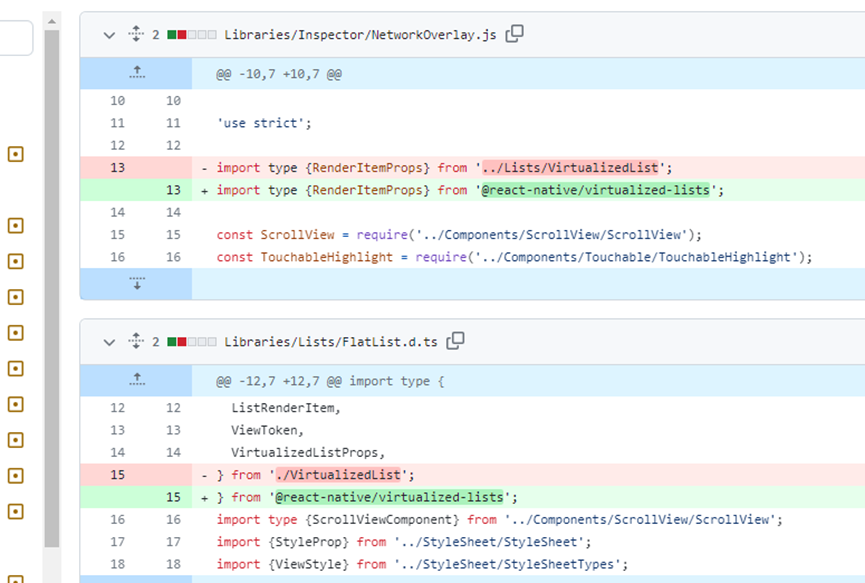 2 Libraries/Inspector/NetworkOverlay.js
@@ -10,7 +10,7 @@
10 10
11 11 'use strict';
12 12
13 - import type {RenderItemProps} from '../Lists/VirtualizedList';
13 + import type {RenderItemProps} from '@react-native/virtualized-lists';
14 14
15 15 const ScrollView = require('../Components/ScrollView/ScrollView');
16 16 const TouchableHighlight = require('../Components/Touchable/TouchableHighlight');
2 Libraries/Lists/FlatList.d.ts
@@ -12,7 +12,7 @@ import type {
12 12 ListRenderItem,
13 13 ViewToken,
14 14 VirtualizedListProps,
15 - } from './VirtualizedList';
15 + } from '@react-native/virtualized-lists';
16 16 import type {ScrollViewComponent} from '../Components/ScrollView/ScrollView';
17 17 import {StyleProp} from '../StyleSheet/StyleSheet';
18 18 import {ViewStyle} from '../StyleSheet/StyleSheetTypes';